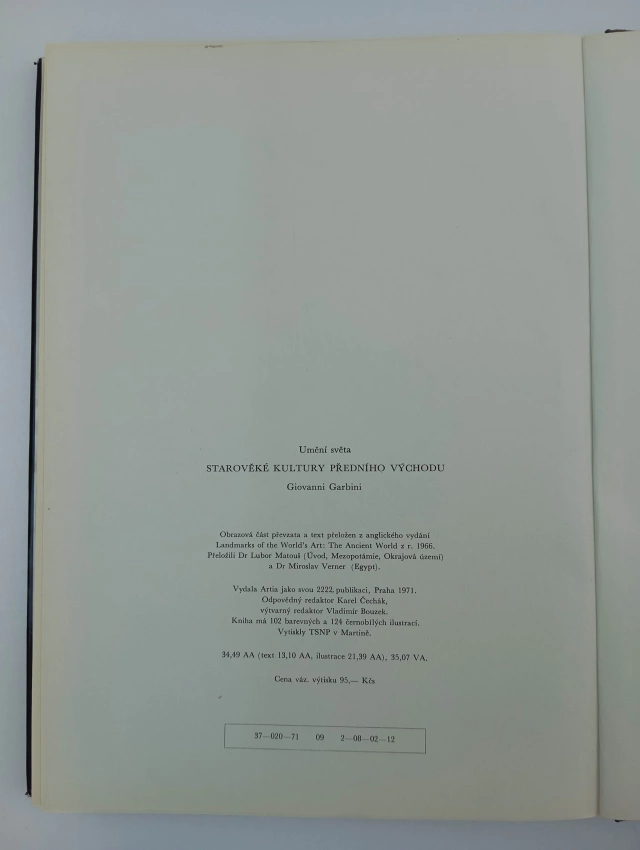 Umění světa
STAROVĚKÉ KULTURY PŘEDNÍHO VÝCHODU
Giovanni Garbini
Obrazová část převzata a text přeložen z anglického vydání
Landmarks of the World's Art: The Ancient World z r. 1966.
Přeložili Dr Lubor Matouš (Úvod, Mezopotámie, Okrajová území)
a Dr Miroslav Verner (Egypt).
Vydala Artia jako svou 2222. publikaci, Praha 1971.
Odpovědný redaktor Karel Čechák,
výtvarný redaktor Vladimír Bouzek.
Kniha má 102 barevných a 124 černobílých ilustrací.
Vytiskly TSNP v Martině.
34,49 AA (text 13,10 AA, ilustrace 21,39 AA), 35,07 VA.
Cena váz. výtisku 95,— Kčs
37—020—71 09 2—08—02—12